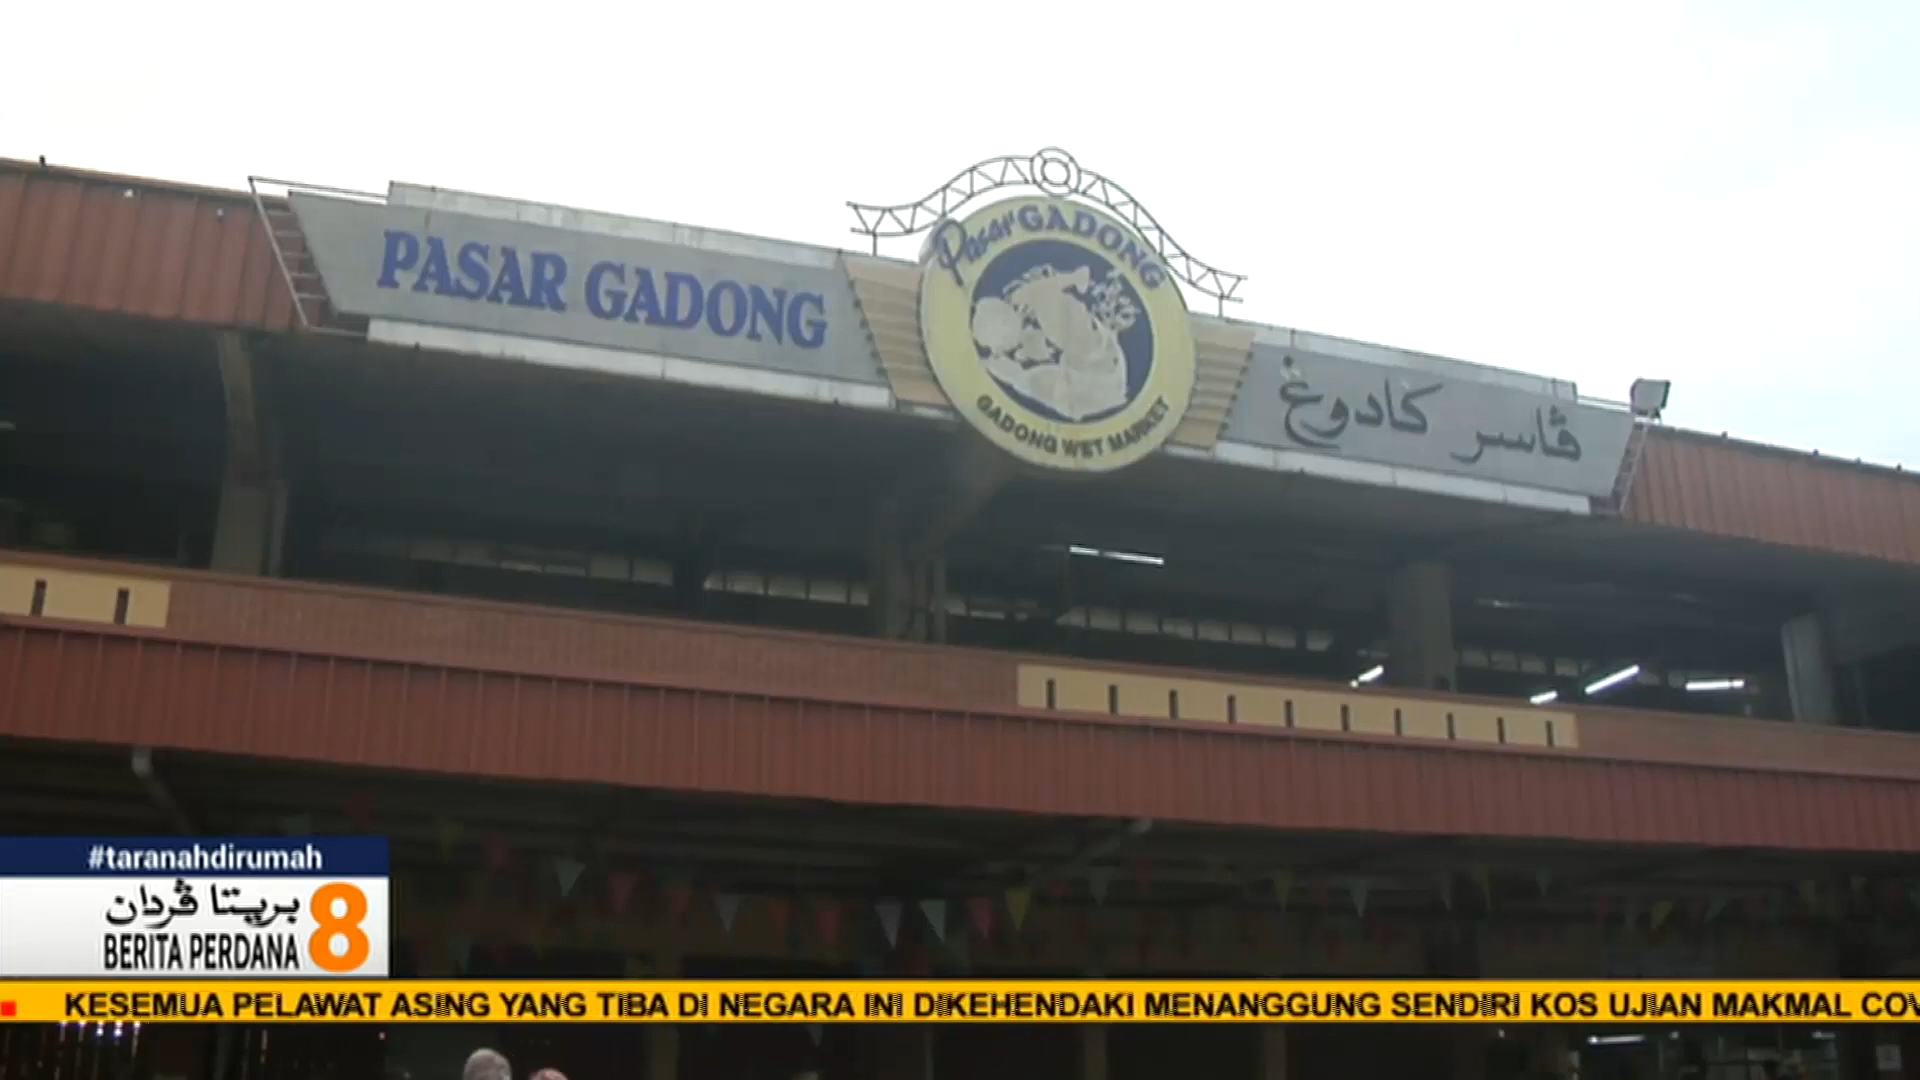 PASAR GADONG
Pasar GADONG
GADONG WET MARKET
ڤاسر ݢادوڠ
#taranahdirumah
بريتا ڤردان
BERITA PERDANA
8
KESEMUA PELAWAT ASING YANG TIBA DI NEGARA INI DIKEHENDAKI MENANGGUNG SENDIRI KOS UJIAN MAKMAL COV